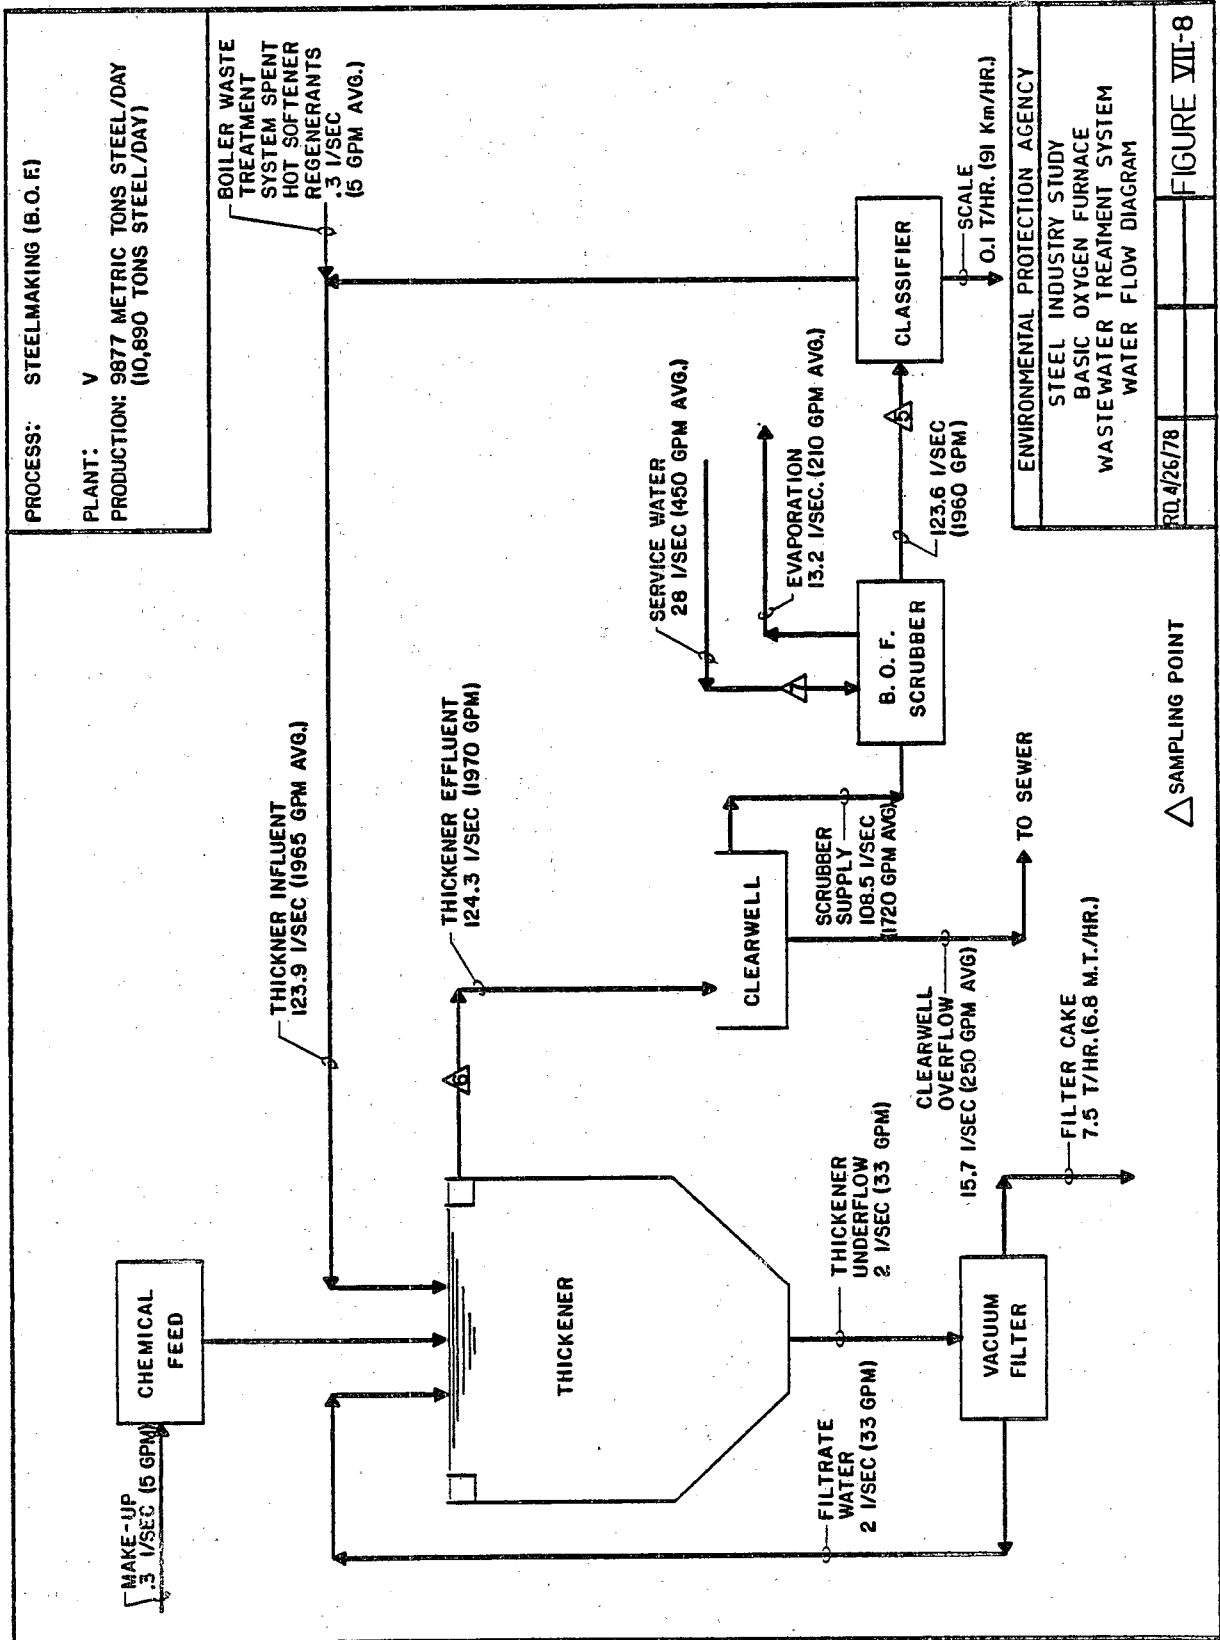 PROCESS: STEELMAKING (B.O.F.)
PLANT: V
PRODUCTION: 9877 METRIC TONS STEEL/DAY
(10,890 TONS STEEL/DAY)
MAKE-UP
.3 l/SEC (5 GPM)
CHEMICAL
FEED
BOILER WASTE
TREATMENT
SYSTEM SPENT
HOT SOFTENER
REGENERANTS
.3 l/SEC
(5 GPM AVG.)
THICKNER INFLUENT
123.9 l/SEC (1965 GPM AVG.)
THICKENER EFFLUENT
124.3 l/SEC (1970 GPM)
6
THICKENER
SERVICE WATER
28 l/SEC (450 GPM AVG.)
7
EVAPORATION
13.2 l/SEC. (210 GPM AVG.)
CLEARWELL
SCRUBBER
SUPPLY
108.5 l/SEC
(1720 GPM AVG)
B.O.F.
SCRUBBER
5
123.6 l/SEC
(1960 GPM)
CLASSIFIER
SCALE
0.1 T/HR. (91 Km/HR.)
FILTRATE
WATER
2 l/SEC (33 GPM)
THICKENER
UNDERFLOW
2 l/SEC (33 GPM)
CLEARWELL
OVERFLOW
15.7 l/SEC (250 GPM AVG)
TO SEWER
VACUUM
FILTER
FILTER CAKE
7.5 T/HR. (6.8 M.T./HR.)
△ SAMPLING POINT
ENVIRONMENTAL PROTECTION AGENCY
STEEL INDUSTRY STUDY
BASIC OXYGEN FURNACE
WASTEWATER TREATMENT SYSTEM
WATER FLOW DIAGRAM
RD.4/26/78
FIGURE VII-8